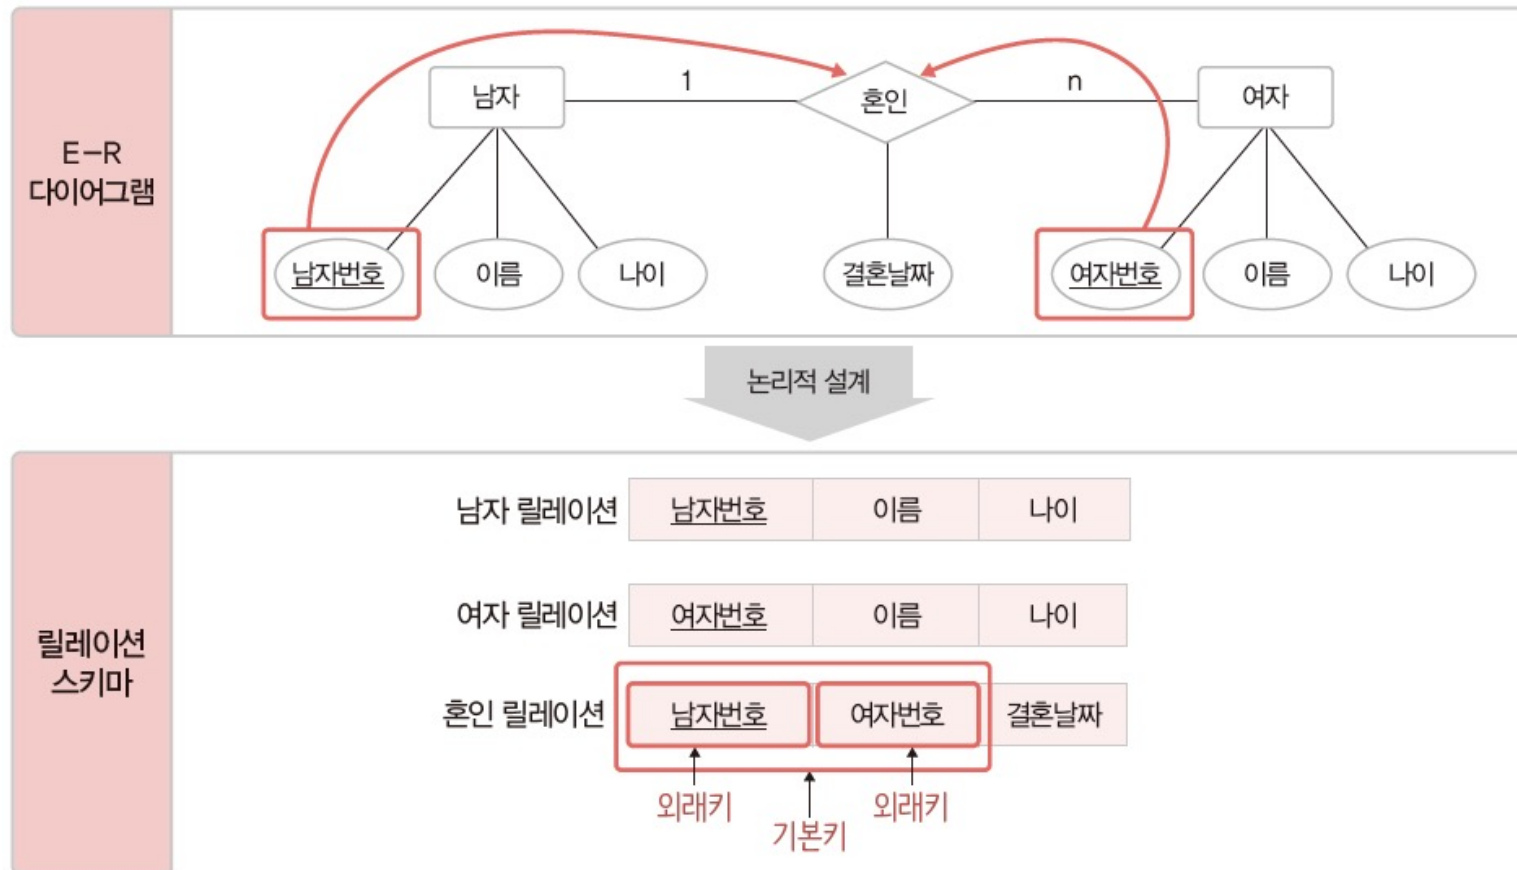 E-R
다이어그램
남자
1
혼인
n
여자
남자번호
이름
나이
결혼날짜
여자번호
이름
나이
논리적 설계
릴레이션
스키마
남자 릴레이션 남자번호 이름 나이
여자 릴레이션 여자번호 이름 나이
혼인 릴레이션 남자번호 여자번호 결혼날짜
외래키 외래키
기본키